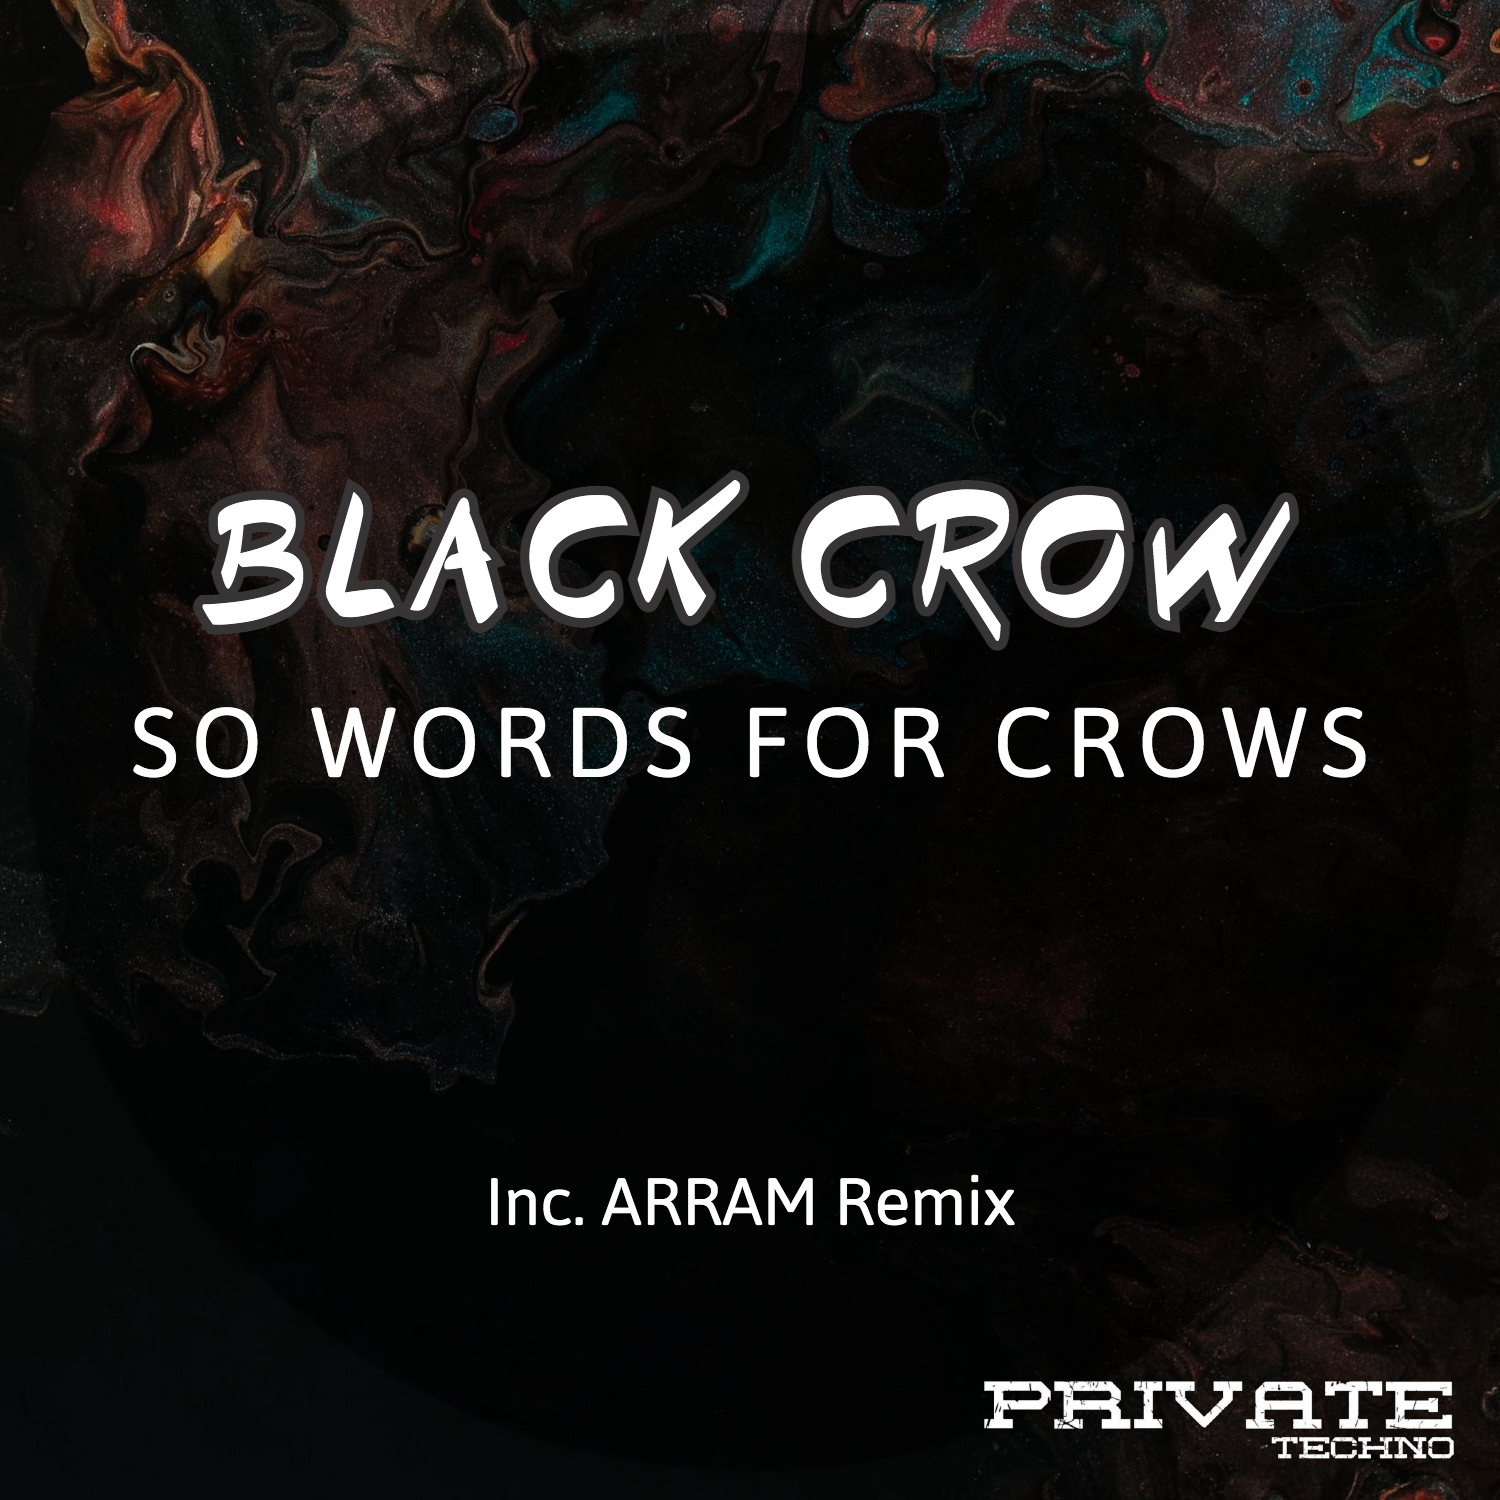 BLACK CROW
SO WORDS FOR CROWS
Inc. ARRAM Remix
PRIVATE
TECHNO